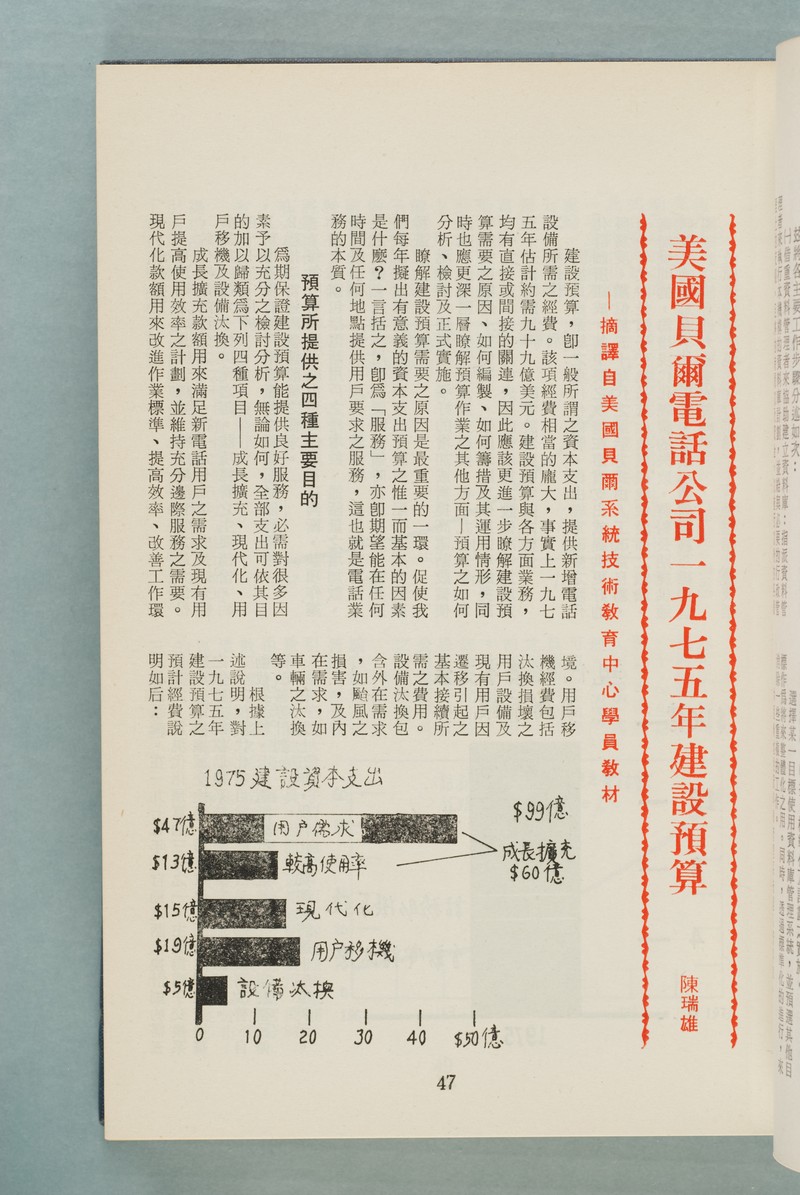 美國貝爾電話公司一九七五年建設預算
陳瑞雄
—摘譯自美國貝爾系統技術敎育中心學員敎材
建設預算，卽一般所謂之資本支出，提供新增電話
設備所需之經費。該項經費相當的龐大，事實上一九七
五年估計約需九十九億美元。建設預算與各方面業務，
均有直接或間接的關連，因此應該更進一步瞭解建設預
算需要之原因、如何編製、如何籌措及其運用情形，同
時也應更深一層瞭解預算作業之其他方面—預算之如何
分析、檢討及正式實施。
瞭解建設預算需要之原因是最重要的一環。促使我
們每年擬出有意義的資本支出預算之惟一而基本的因素
是什麼？一言括之，卽爲「服務」，亦卽期望能在任何
時間及任何地點提供用戶要求之服務，這也就是電話業
務的本質。
預算所提供之四種主要目的
爲期保證建設預算能提供良好服務，必需對很多因
素予以充分之檢討分析，無論如何，全部支出可依其目
的加以歸類爲下列四種項目——成長擴充、現代化、用
戶移機及設備汰換。
成長擴充款額用來滿足新電話用戶之需求及現有用
戶提高使用效率之計劃，並維持充分邊際服務之需要。
現代化款額用來改進作業標準、提高效率、改善工作環
境。用戶移
機經費包括
汰換損壞之
用戶設備及
現有用戶因
遷移引起之
基本接續所
需之費用。
設備汰換包
含外在需求
，如颱風之
損害，及內
在需求，如
車輛之汰換
等。
根據上
述說明，對
一九七五年
建設預算之
預計經費說
明如后：
1975建設資本支出
$99億
$47億 用戶需求
成長擴充
$60億
$13億 較高使用率
$15億 現代化
$19億 用戶移機
$5億 設備汰換
0 10 20 30 40 $50億
47